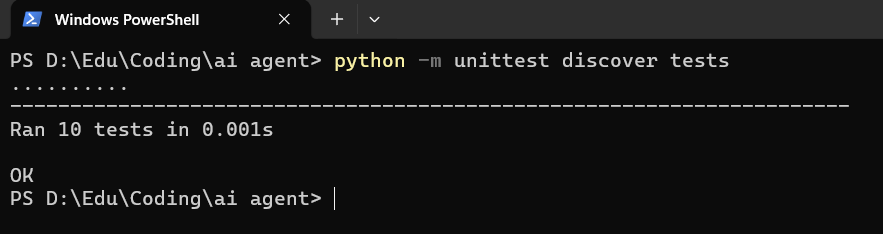 Windows PowerShell
PS D:\Edu\Coding\ai agent> python -m unittest discover tests
..........
----------------------------------------------------------------------
Ran 10 tests in 0.001s
OK
PS D:\Edu\Coding\ai agent>